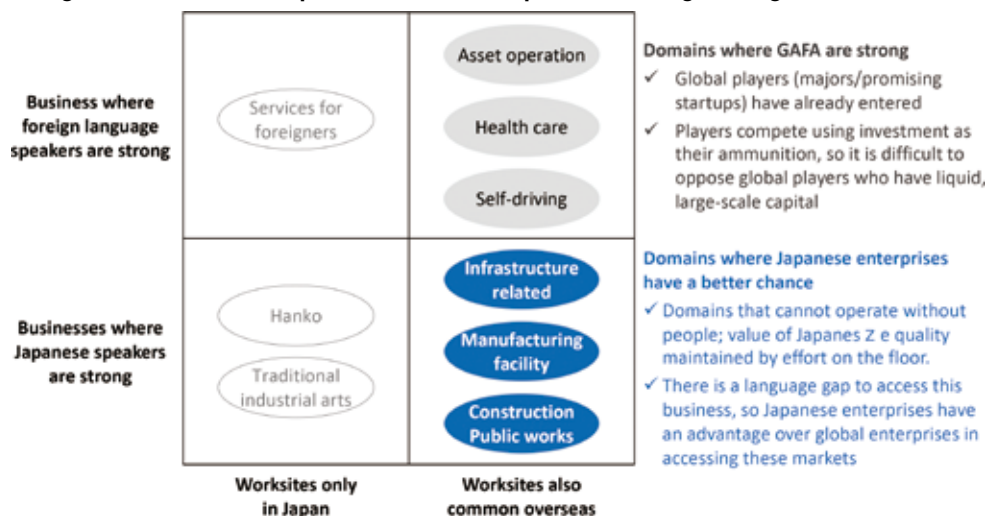 Asset operation
Business where
foreign language
speakers are strong
Services for
foreigners
Health care
Self-driving
Domains where GAFA are strong
✓ Global players (majors/promising
startups) have already entered
✓ Players compete using investment as
their ammunition, so it is difficult to
oppose global players who have liquid,
large-scale capital
Businesses where
Japanese speakers
are strong
Hanko
Traditional
industrial arts
Infrastructure
related
Manufacturing
facility
Construction
Public works
Domains where Japanese enterprises
have a better chance
✓ Domains that cannot operate without
people; value of Japanes Z e quality
maintained by effort on the floor.
✓ There is a language gap to access this
business, so Japanese enterprises have
an advantage over global enterprises in
accessing these markets
Worksites only
in Japan
Worksites also
common overseas